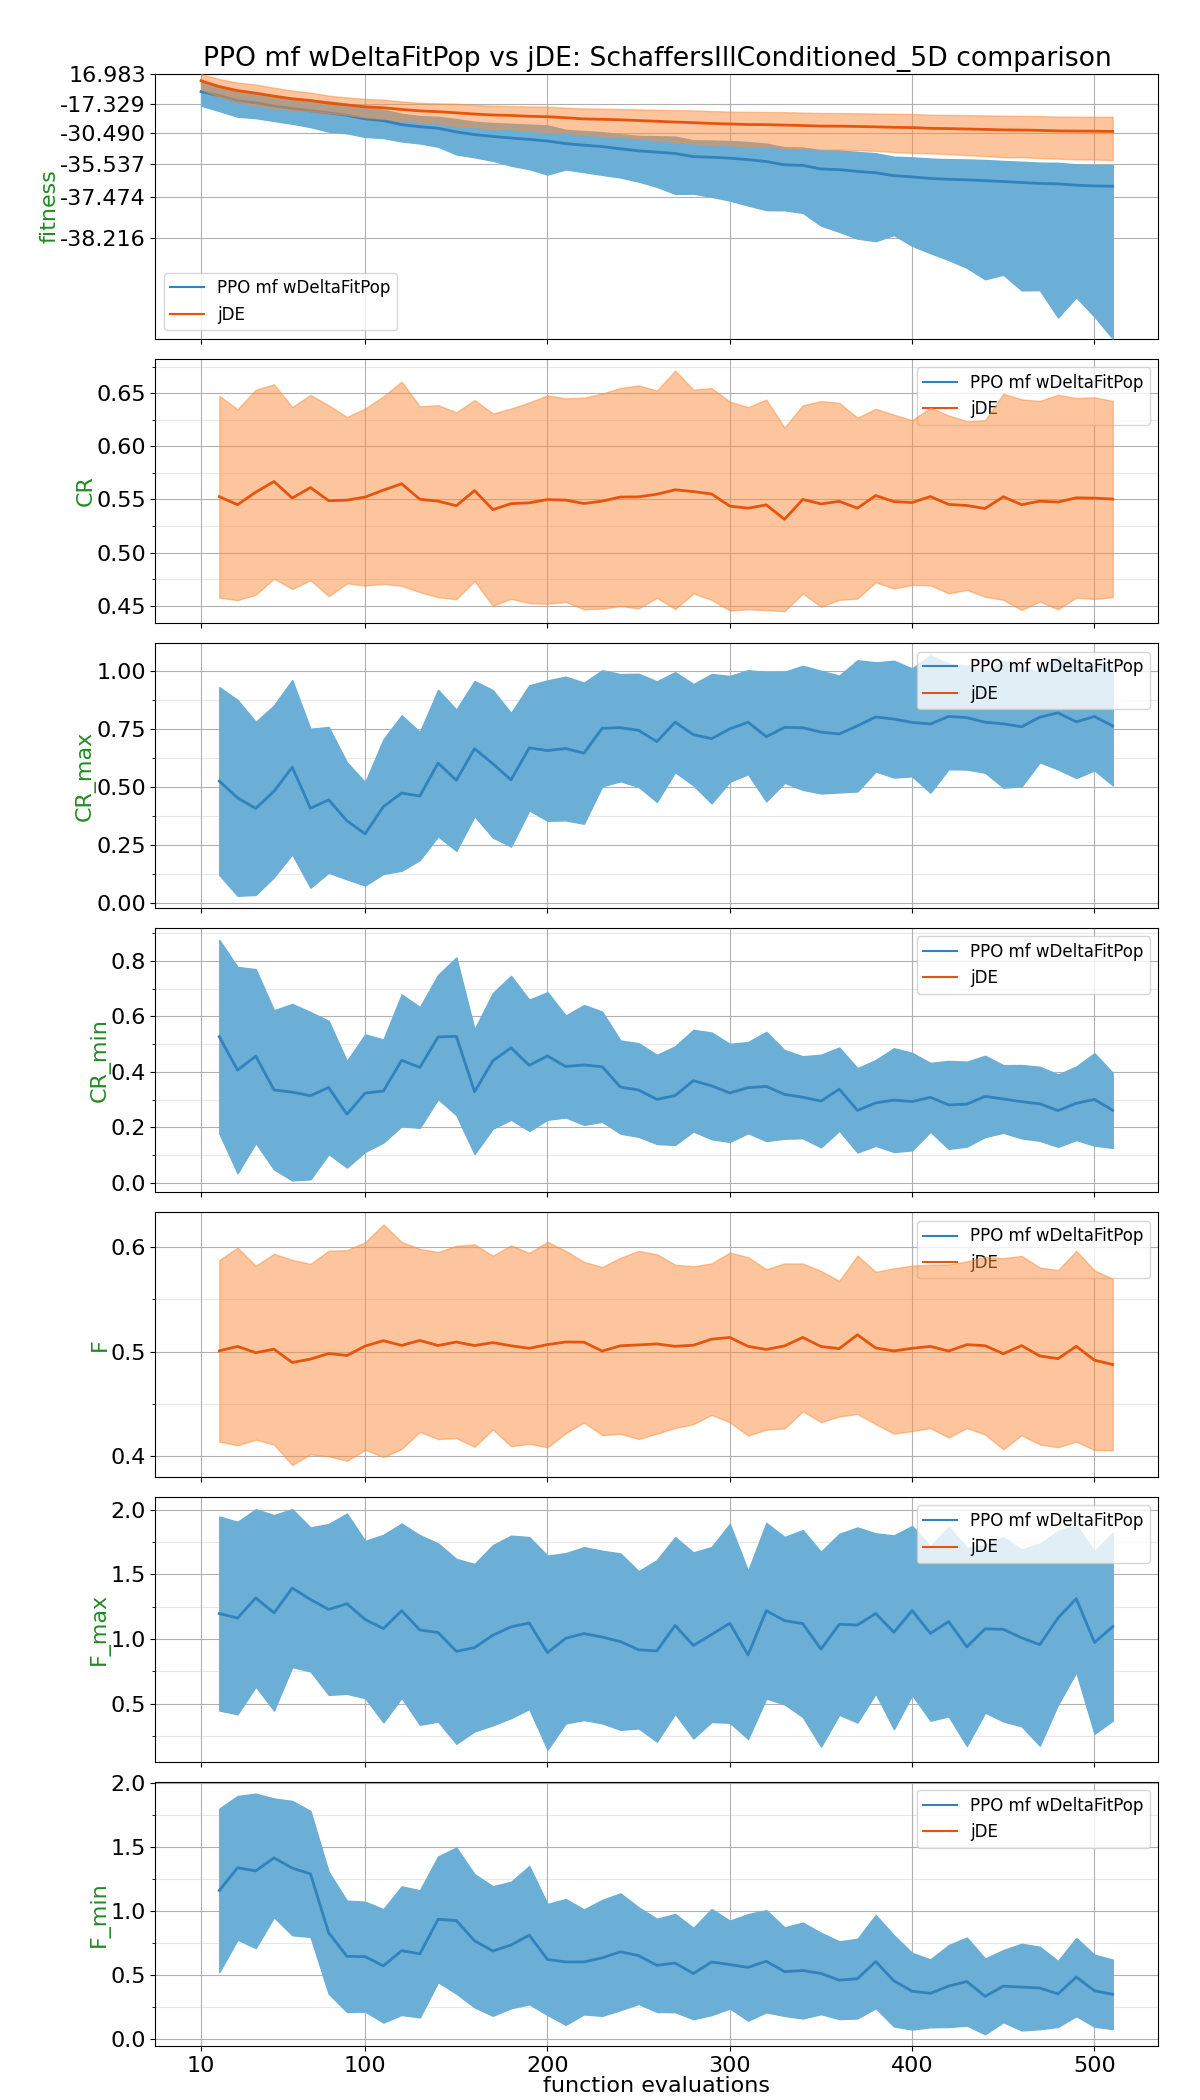 PPO mf wDeltaFitPop vs jDE: SchaffersIllConditioned_5D comparison
16.983
-17.329
-30.490
-35.537
-37.474
-38.216
fitness
PPO mf wDeltaFitPop
jDE
0.65
0.60
0.55
0.50
0.45
CR
PPO mf wDeltaFitPop
jDE
1.00
0.75
0.50
0.25
0.00
CR_max
PPO mf wDeltaFitPop
jDE
0.8
0.6
0.4
0.2
0.0
CR_min
PPO mf wDeltaFitPop
jDE
0.6
0.5
0.4
F
PPO mf wDeltaFitPop
jDE
2.0
1.5
1.0
0.5
F_max
PPO mf wDeltaFitPop
jDE
2.0
1.5
1.0
0.5
0.0
F_min
PPO mf wDeltaFitPop
jDE
10 100 200 300 400 500
function evaluations